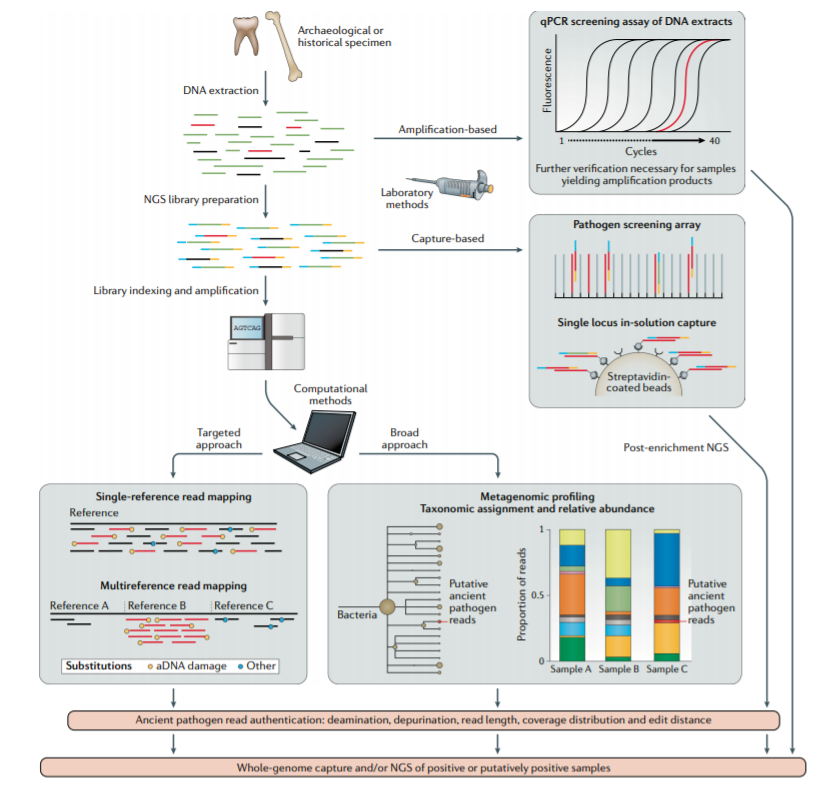 Archaeological or
historical specimen
DNA extraction
Amplification-based
qPCR screening assay of DNA extracts
Fluorescence
1
40
Cycles
Further verification necessary for samples
yielding amplification products
NGS library preparation
Laboratory
methods
Capture-based
Pathogen screening array
Single locus in-solution capture
Streptavidin-
coated beads
Library indexing and amplification
AGTCAG
Computational
methods
Targeted
approach
Broad
approach
Post-enrichment NGS
Single-reference read mapping
Reference
Multireference read mapping
Reference A
Reference B
Reference C
Substitutions
aDNA damage
Other
Metagenomic profiling
Taxonomic assignment and relative abundance
Bacteria
Putative
ancient
pathogen
reads
Proportion of reads
1
0.5
0
Sample A
Sample B
Sample C
Putative
ancient
pathogen
reads
Ancient pathogen read authentication: deamination, depurination, read length, coverage distribution and edit distance
Whole-genome capture and/or NGS of positive or putatively positive samples